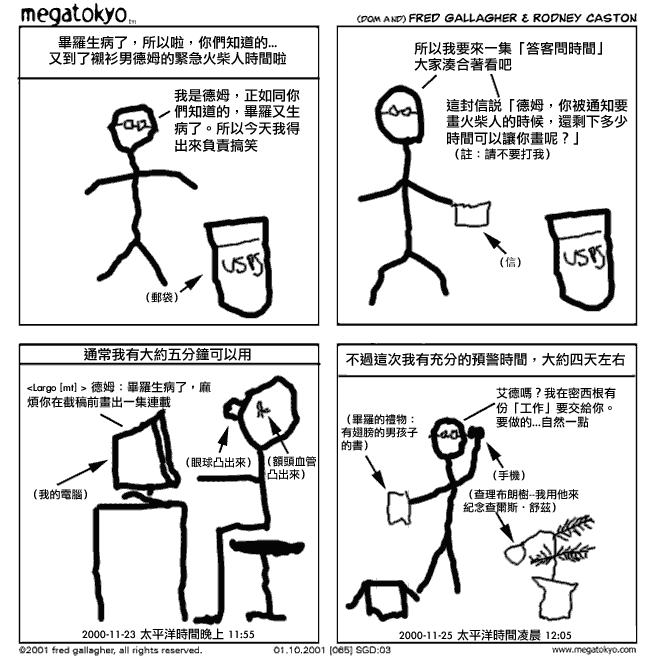 megatokyo™
(DOM AND) FRED GALLAGHER & RODNEY CASTON
畢羅生病了，所以啦，你們知道的...
又到了襯衫男德姆的緊急火柴人時間啦
我是德姆，正如同你
們知道的，畢羅又生
病了。所以今天我得
出來負責搞笑
USPS
(郵袋)
所以我要來一集「答客問時間」
大家湊合著看吧
這封信說「德姆，你被通知要
畫火柴人的時候，還剩下多少
時間可以讓你畫呢？」
(註：請不要打我)
(信)
USPS
通常我有大約五分鐘可以用
<Largo [mt] > 德姆：畢羅生病了，麻
煩你在截稿前畫出一集連載
(我的電腦)
(眼球凸出來)
(額頭血管
凸出來)
2000-11-23 太平洋時間晚上 11:55
不過這次我有充分的預警時間，大約四天左右
艾德嗎？我在密西根有
份「工作」要交給你。
要做的...自然一點
(畢羅的禮物：
有翅膀的男孩子
的書)
(手機)
(查理布朗樹--我用他來
紀念查爾斯．舒茲)
2000-11-25 太平洋時間凌晨 12:05
©2001 fred gallagher, all rights reserved.
01.10.2001 [065] SGD:03
www.megatokyo.com